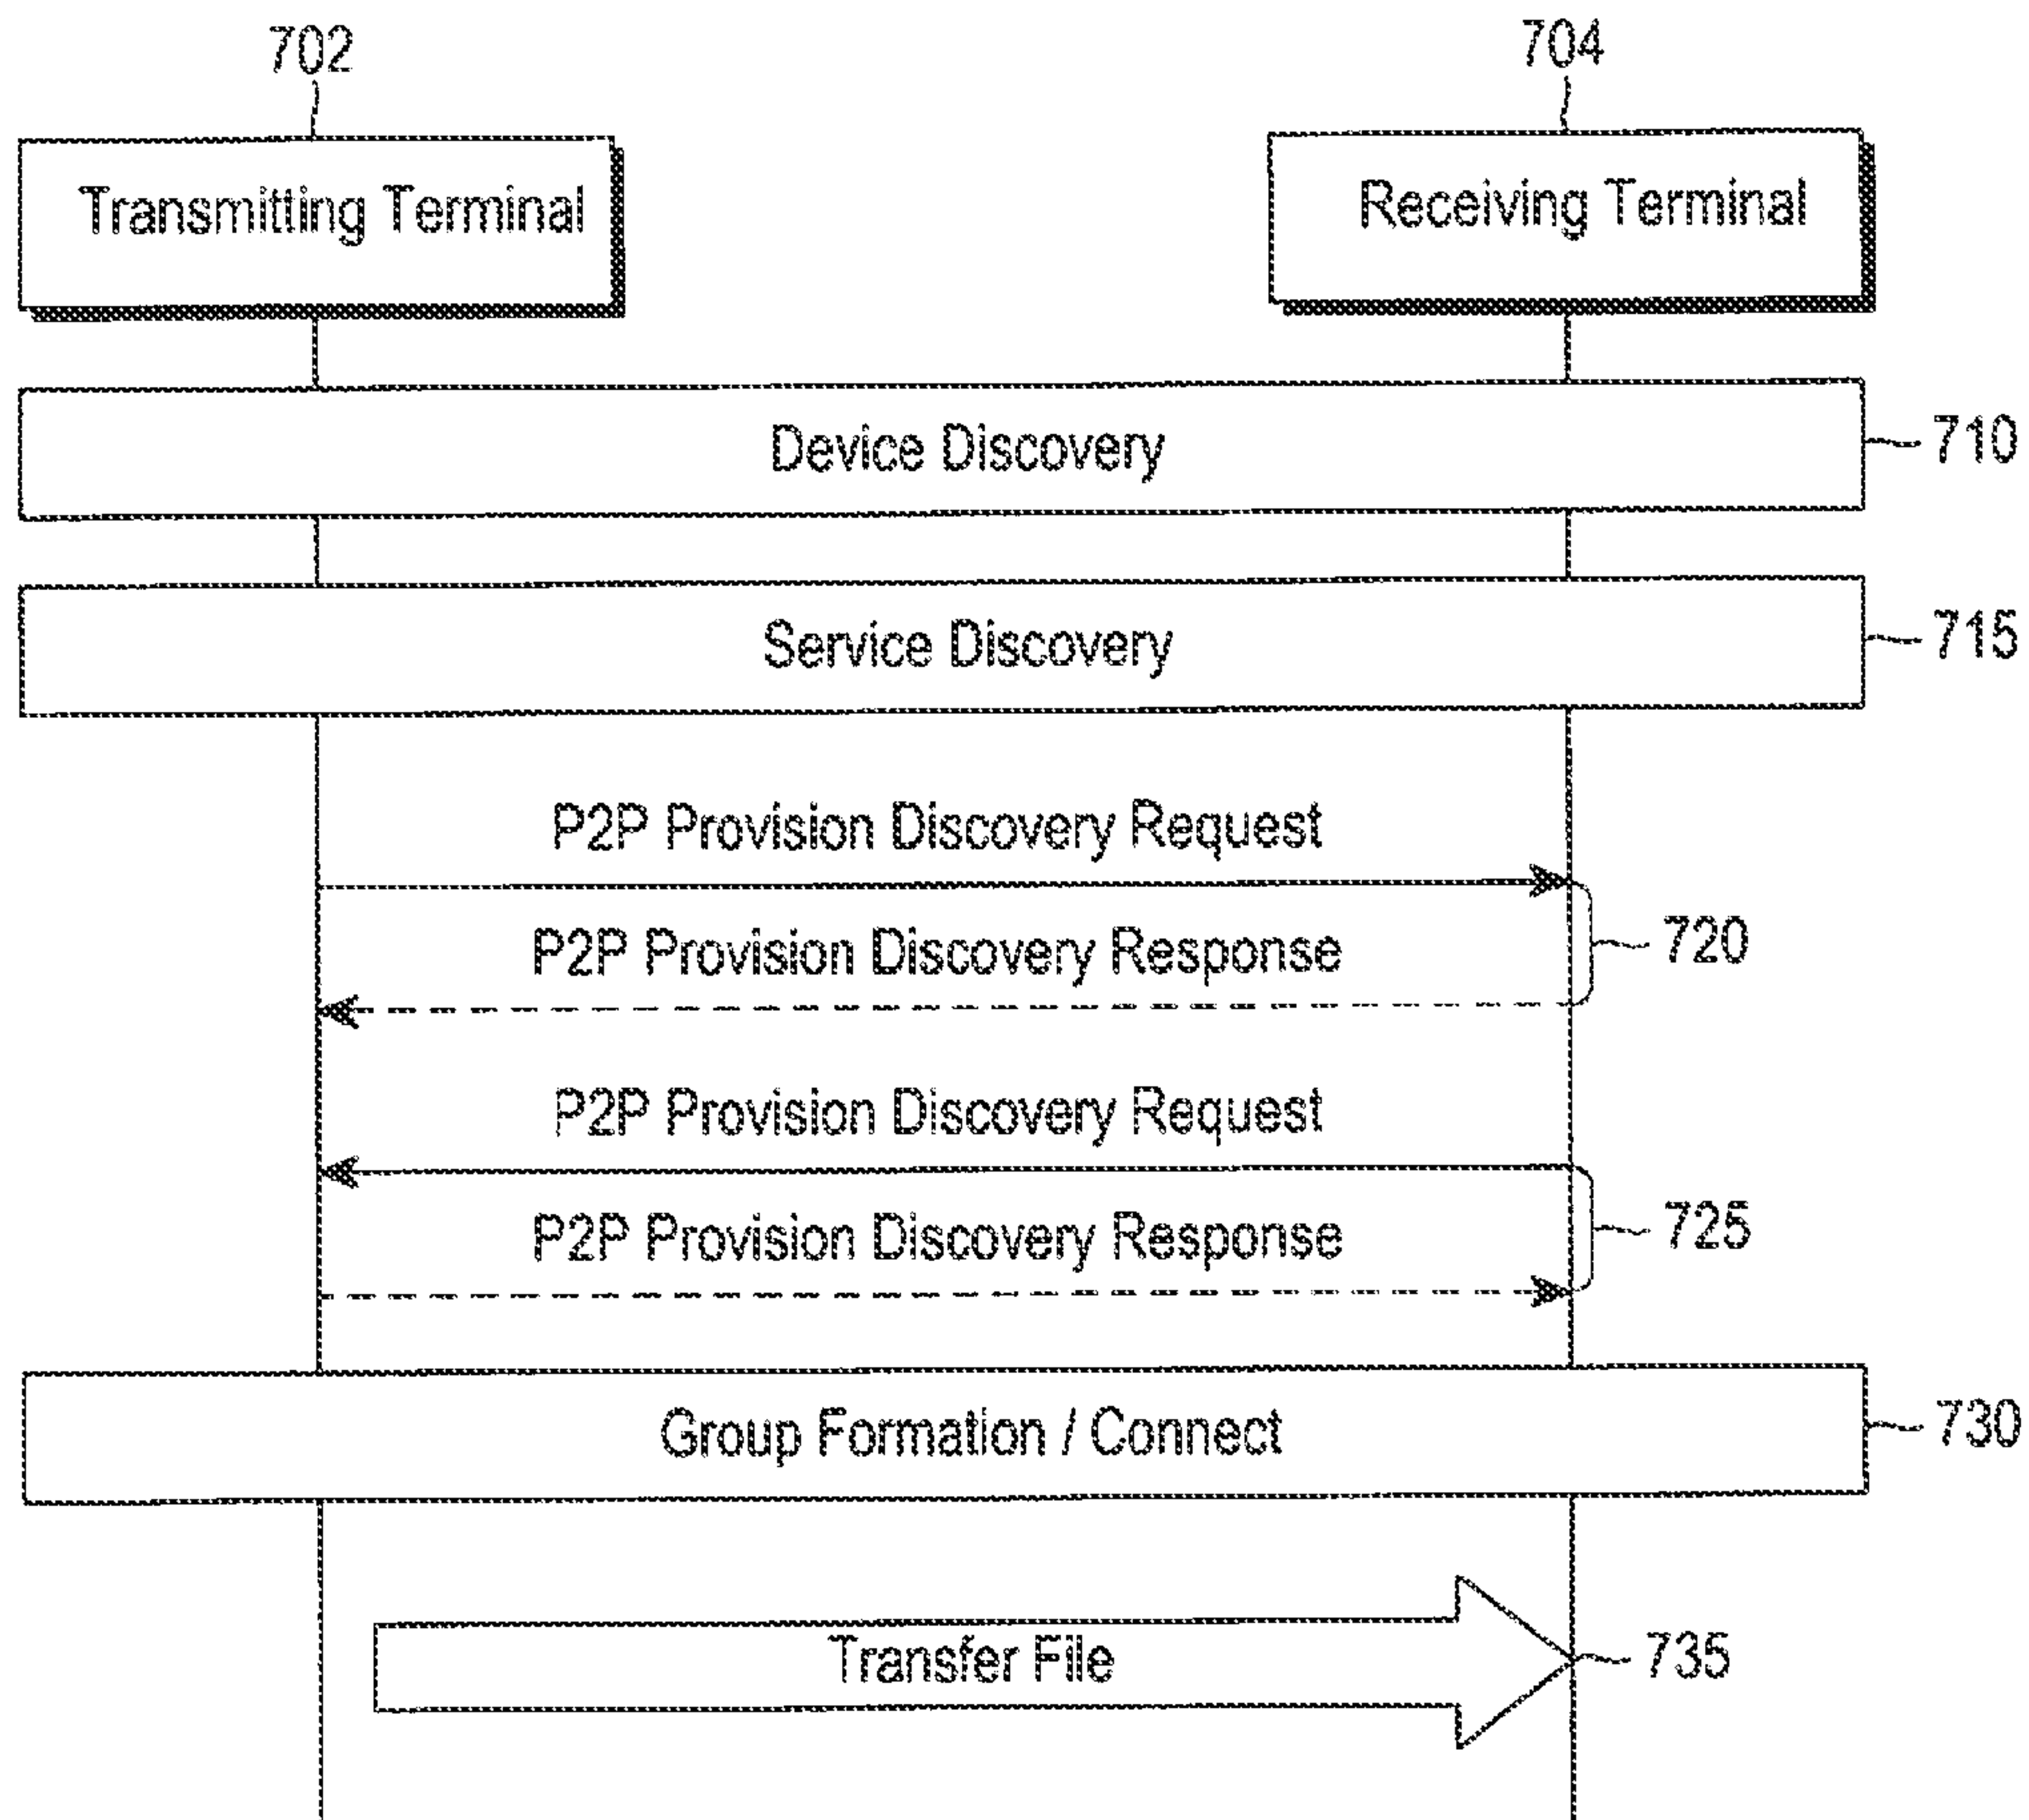 702
704
Transmitting Terminal
Receiving Terminal
Device Discovery
710
Service Discovery
715
P2P Provision Discovery Request
P2P Provision Discovery Response
720
P2P Provision Discovery Request
P2P Provision Discovery Response
725
Group Formation / Connect
730
Transfer File
735